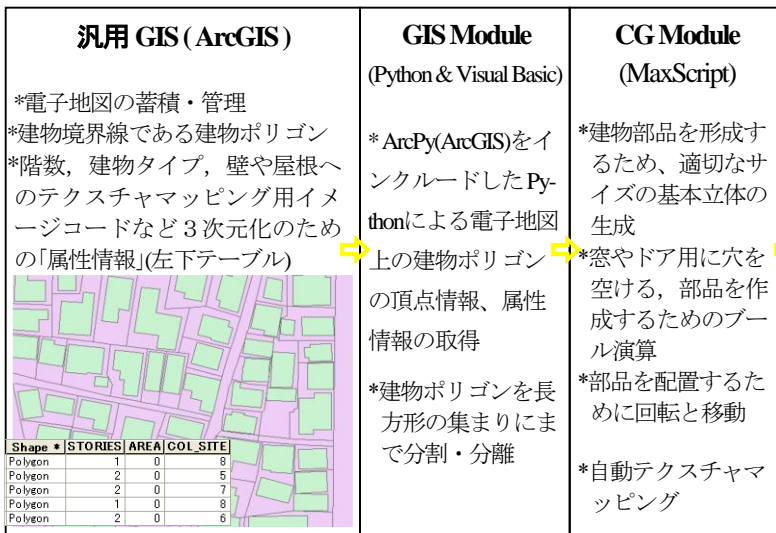 汎用 GIS ( ArcGIS )
*電子地図の蓄積・管理
*建物境界線である建物ポリゴン
*階数，建物タイプ，壁や屋根へ
のテクスチャマッピング用イメ
ージコードなど３次元化のため
の「属性情報」(左下テーブル)
Shape * STORIES AREA COL_SITE
Polygon 1 0 8
Polygon 2 0 5
Polygon 2 0 7
Polygon 1 0 8
Polygon 2 0 6
GIS Module
(Python & Visual Basic)
* ArcPy(ArcGIS)をイ
ンクルードした Py-
thonによる電子地図
上の建物ポリゴン
の頂点情報、属性
情報の取得
*建物ポリゴンを長
方形の集まりにま
で分割・分離
CG Module
(MaxScript)
*建物部品を形成す
るため、適切なサ
イズの基本立体の
生成
*窓やドア用に穴を
空ける，部品を作
成するためのブー
ル演算
*部品を配置するた
めに回転と移動
*自動テクスチャマ
ッピング